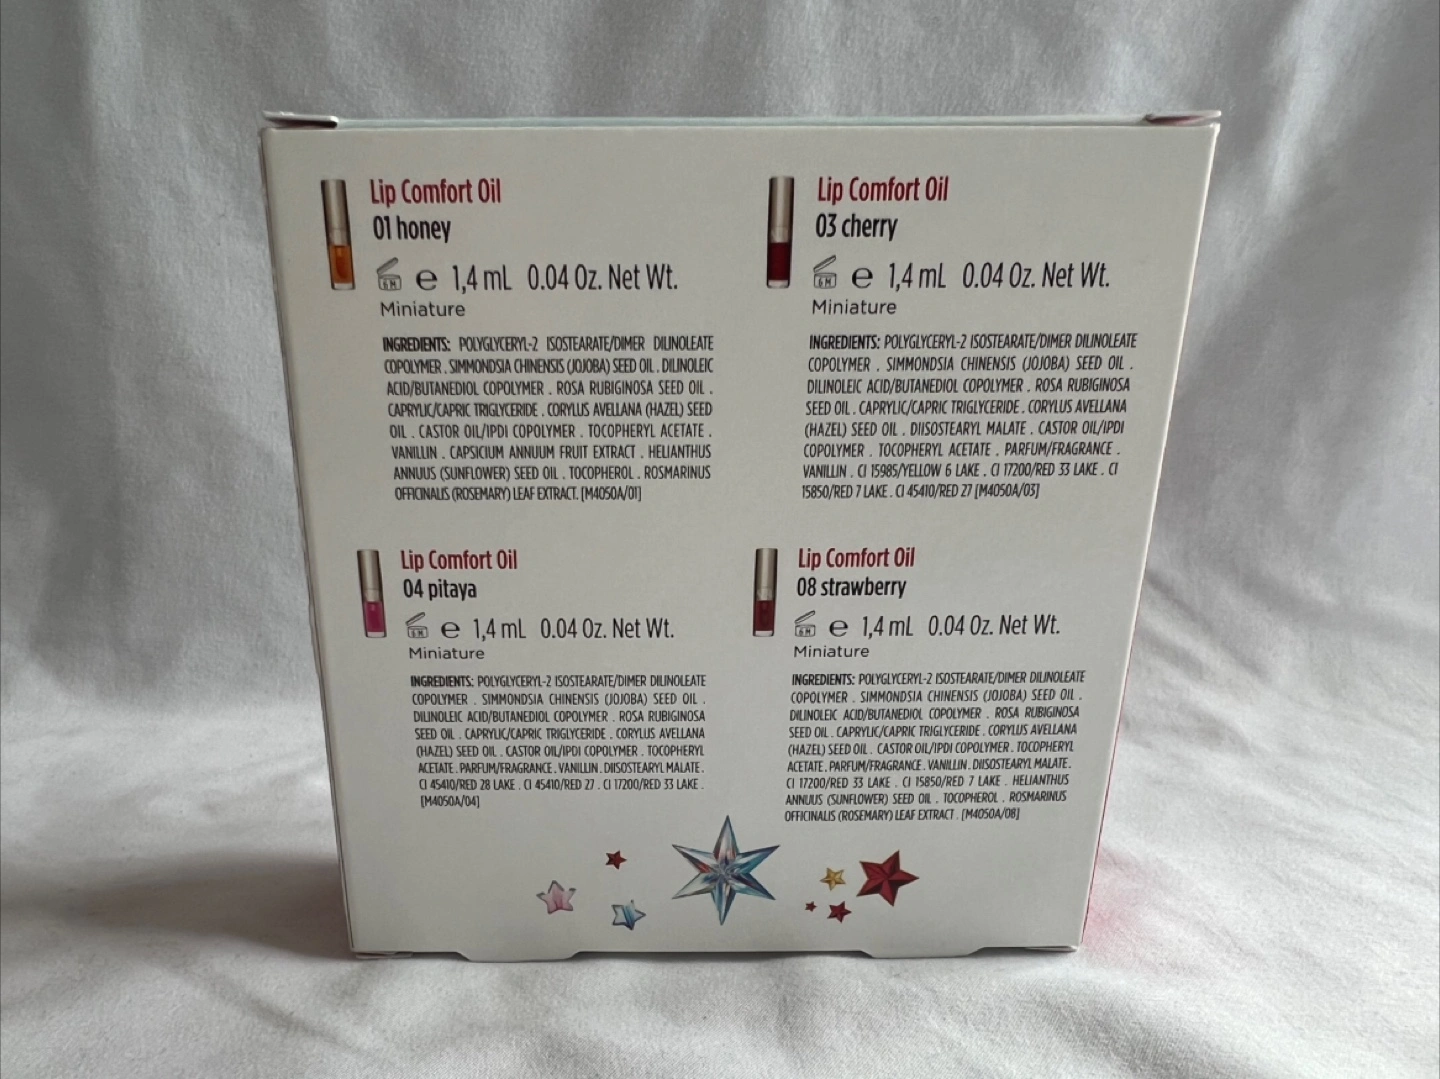 Lip Comfort Oil
01 honey
6M e 1,4 mL 0.04 Oz. Net Wt.
Miniature
INGREDIENTS: POLYGLYCERYL-2 ISOSTEARATE/DIMER DILINOLEATE
COPOLYMER . SIMMONDSIA CHINENSIS (JOJOBA) SEED OIL . DILINOLEIC
ACID/BUTANEDIOL COPOLYMER . ROSA RUBIGINOSA SEED OIL .
CAPRYLIC/CAPRIC TRIGLYCERIDE . CORYLUS AVELLANA (HAZEL) SEED
OIL . CASTOR OIL/IPDI COPOLYMER . TOCOPHERYL ACETATE .
VANILLIN . CAPSICIUM ANNUUM FRUIT EXTRACT . HELIANTHUS
ANNUUS (SUNFLOWER) SEED OIL . TOCOPHEROL . ROSMARINUS
OFFICINALIS (ROSEMARY) LEAF EXTRACT. [M4050A/01]
Lip Comfort Oil
03 cherry
6M e 1,4 mL 0.04 Oz. Net Wt.
Miniature
INGREDIENTS: POLYGLYCERYL-2 ISOSTEARATE/DIMER DILINOLEATE
COPOLYMER . SIMMONDSIA CHINENSIS (JOJOBA) SEED OIL .
DILINOLEIC ACID/BUTANEDIOL COPOLYMER . ROSA RUBIGINOSA
SEED OIL . CAPRYLIC/CAPRIC TRIGLYCERIDE . CORYLUS AVELLANA
(HAZEL) SEED OIL . DIISOSTEARYL MALATE . CASTOR OIL/IPDI
COPOLYMER . TOCOPHERYL ACETATE . PARFUM/FRAGRANCE .
VANILLIN . CI 15985/YELLOW 6 LAKE . CI 17200/RED 33 LAKE . CI
15850/RED 7 LAKE . CI 45410/RED 27 [M4050A/03]
Lip Comfort Oil
04 pitaya
6M e 1,4 mL 0.04 Oz. Net Wt.
Miniature
INGREDIENTS: POLYGLYCERYL-2 ISOSTEARATE/DIMER DILINOLEATE
COPOLYMER . SIMMONDSIA CHINENSIS (JOJOBA) SEED OIL .
DILINOLEIC ACID/BUTANEDIOL COPOLYMER . ROSA RUBIGINOSA
SEED OIL . CAPRYLIC/CAPRIC TRIGLYCERIDE . CORYLUS AVELLANA
(HAZEL) SEED OIL . CASTOR OIL/IPDI COPOLYMER . TOCOPHERYL
ACETATE . PARFUM/FRAGRANCE . VANILLIN . DIISOSTEARYL MALATE .
CI 45410/RED 28 LAKE . CI 45410/RED 27 . CI 17200/RED 33 LAKE .
[M4050A/04]
Lip Comfort Oil
08 strawberry
6M e 1,4 mL 0.04 Oz. Net Wt.
Miniature
INGREDIENTS: POLYGLYCERYL-2 ISOSTEARATE/DIMER DILINOLEATE
COPOLYMER . SIMMONDSIA CHINENSIS (JOJOBA) SEED OIL .
DILINOLEIC ACID/BUTANEDIOL COPOLYMER . ROSA RUBIGINOSA
SEED OIL . CAPRYLIC/CAPRIC TRIGLYCERIDE . CORYLUS AVELLANA
(HAZEL) SEED OIL . CASTOR OIL/IPDI COPOLYMER . TOCOPHERYL
ACETATE . PARFUM/FRAGRANCE . VANILLIN . DIISOSTEARYL MALATE .
CI 17200/RED 33 LAKE . CI 15850/RED 7 LAKE . HELIANTHUS
ANNUUS (SUNFLOWER) SEED OIL . TOCOPHEROL . ROSMARINUS
OFFICINALIS (ROSEMARY) LEAF EXTRACT . [M4050A/08]